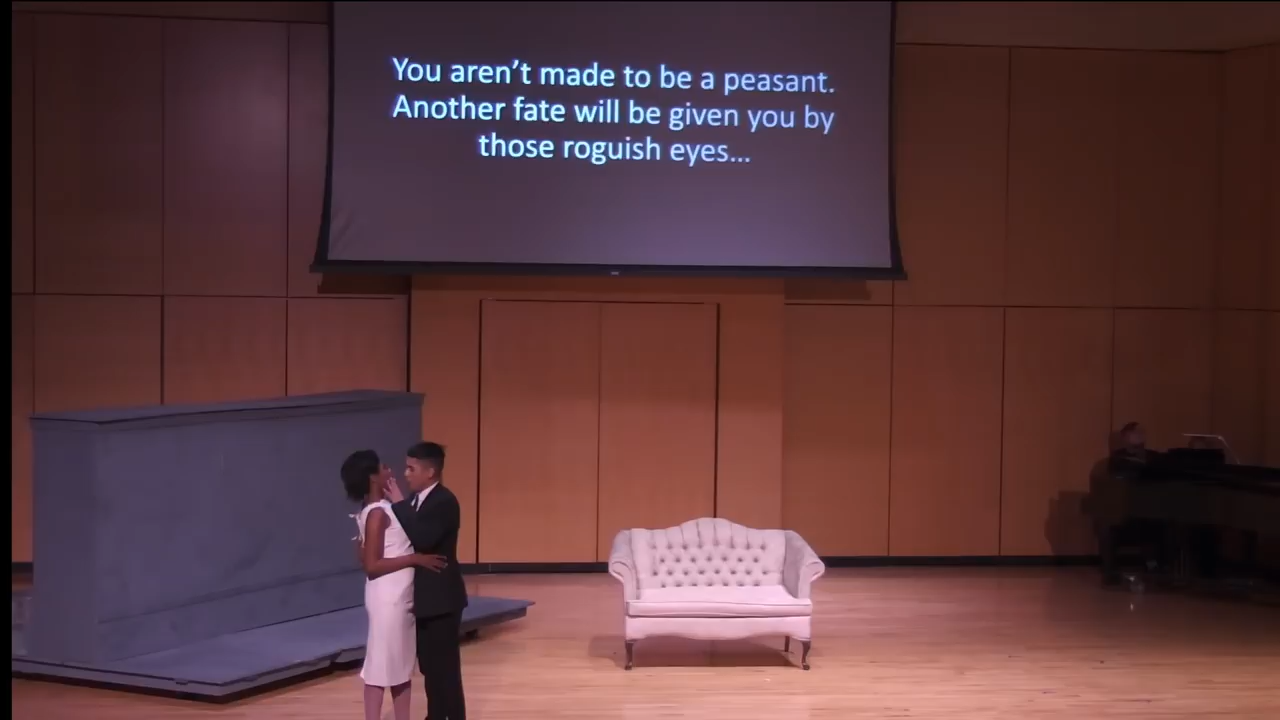 You aren't made to be a peasant.
Another fate will be given you by
those roguish eyes...